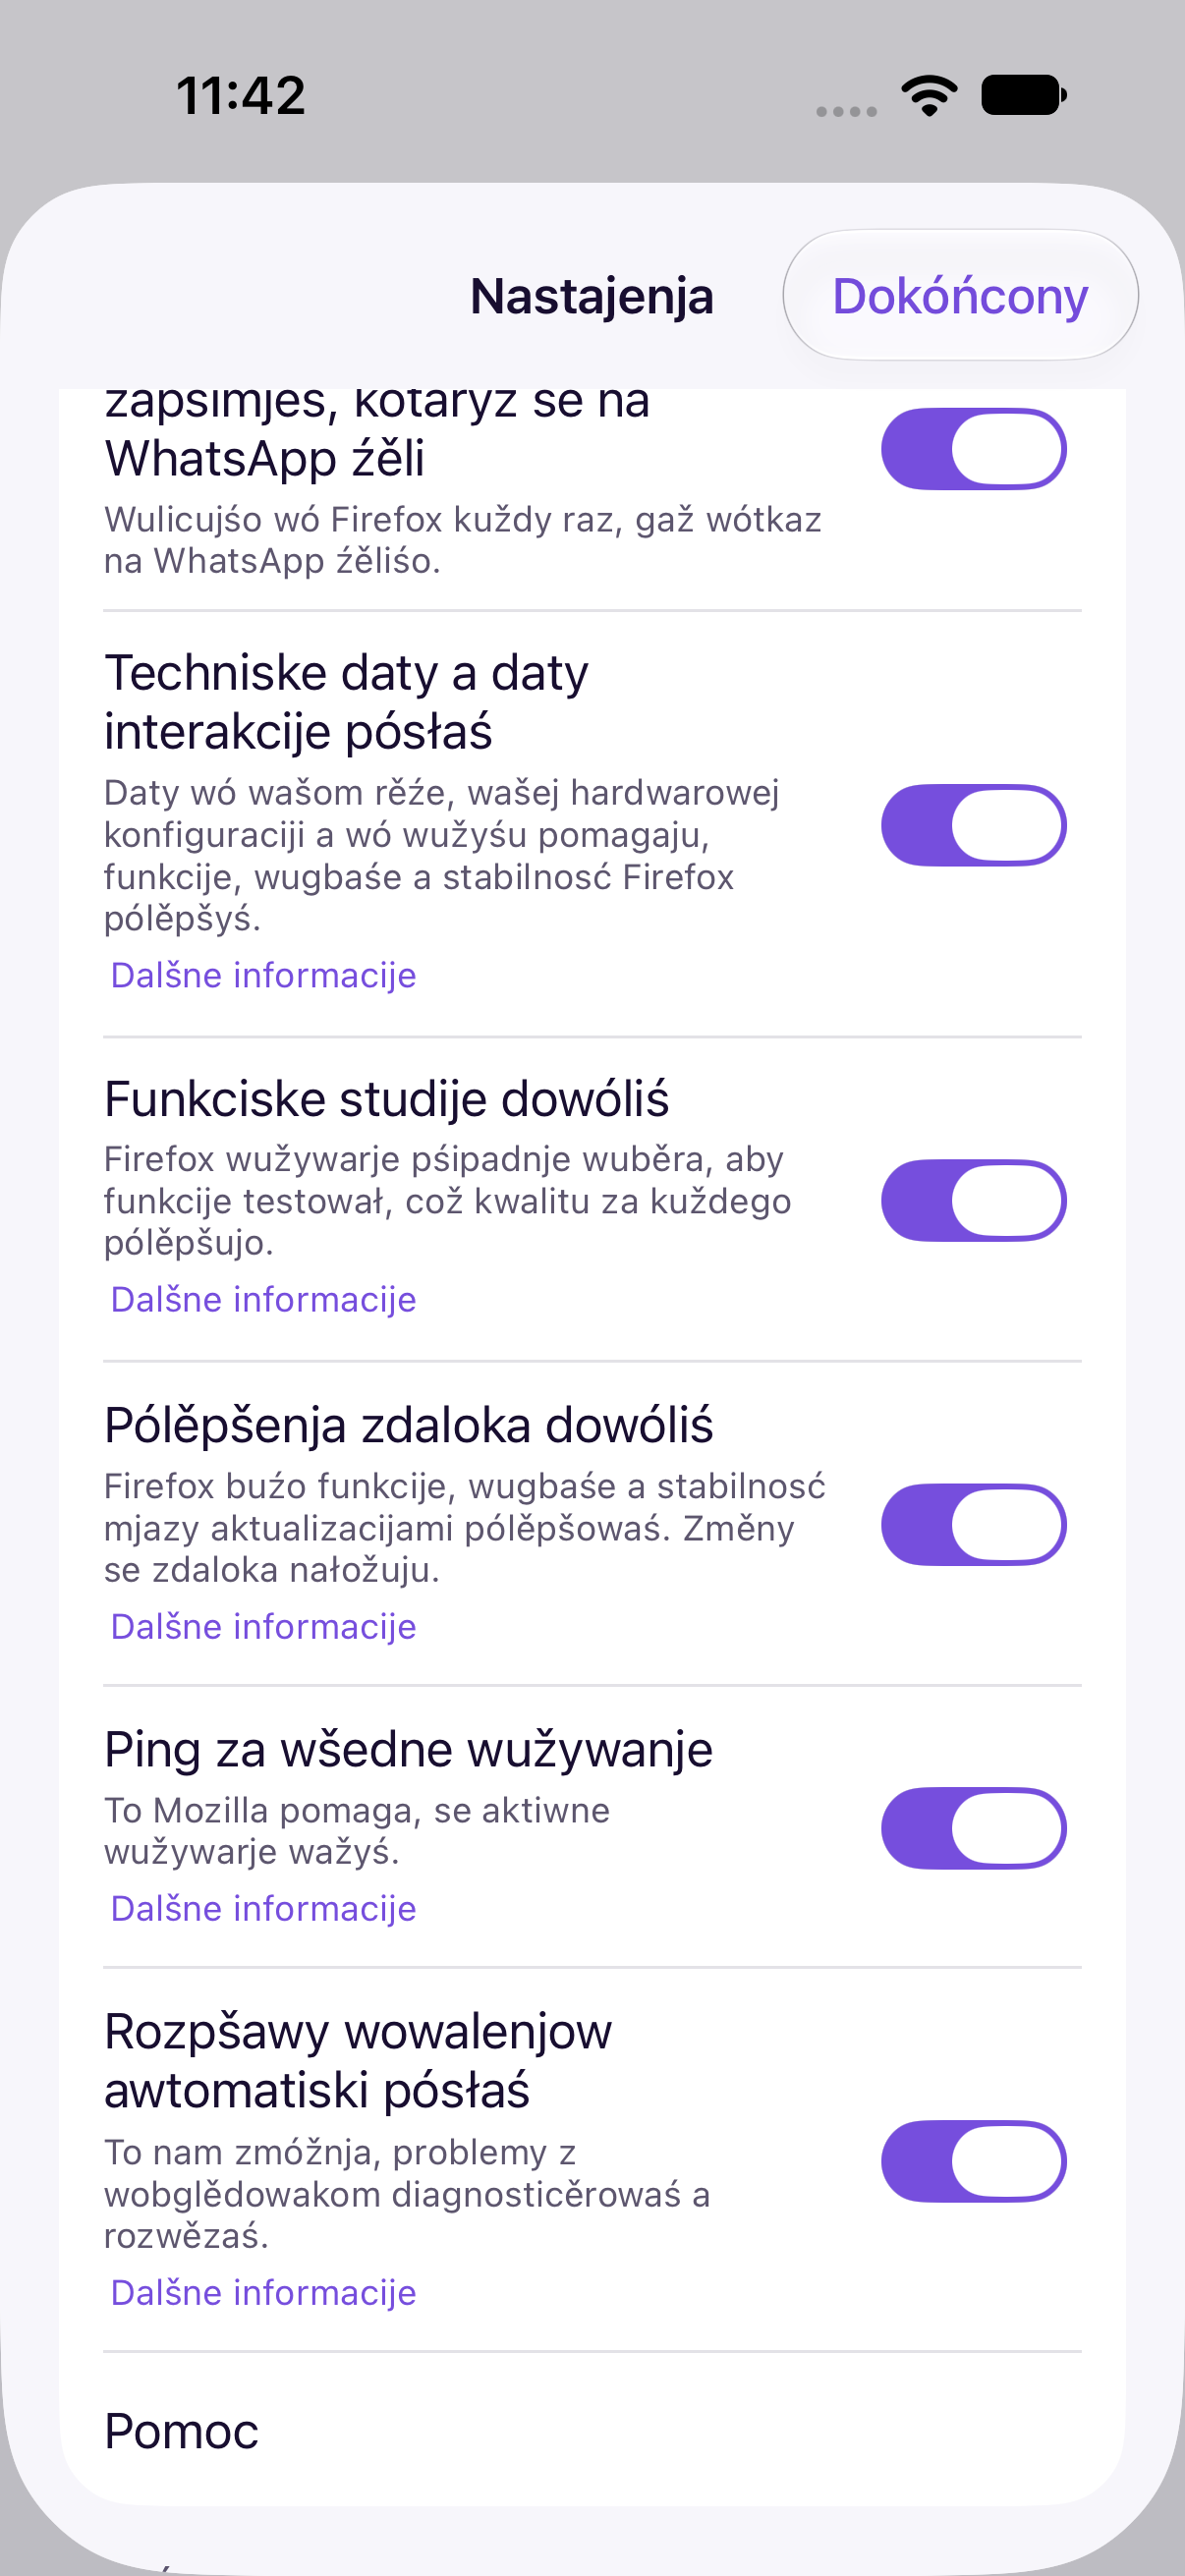 11:42
Nastajenja
Dokóńcony
zapśimjeś, kótaryž se na
WhatsApp źěli
Wulicujśo wó Firefox kuždy raz, gaž wótkaz
na WhatsApp źěliśo.
Techniske daty a daty
interakcije pósłaś
Daty wó wašom rěźe, wašej hardwarowej
konfiguraciji a wó wužyśu pomagaju,
funkcije, wugbaśe a stabilnosć Firefox
pólěpšyś.
Dalšne informacije
Funkciske studije dowóliś
Firefox wužywarje pśipadnje wuběra, aby
funkcije testował, což kwalitu za kuždego
pólěpšujo.
Dalšne informacije
Pólěpšenja zdaloka dowóliś
Firefox buźo funkcije, wugbaśe a stabilnosć
mjazy aktualizacijami pólěpšowaś. Změny
se zdaloka nałožuju.
Dalšne informacije
Ping za wšedne wužywanje
To Mozilla pomaga, se aktiwne
wužywarje wažyś.
Dalšne informacije
Rozpšawy wowalenjow
awtomatiski pósłaś
To nam zmóžnja, problemy z
wobglědowakom diagnosticěrowaś a
rozwězaś.
Dalšne informacije
Pomoc